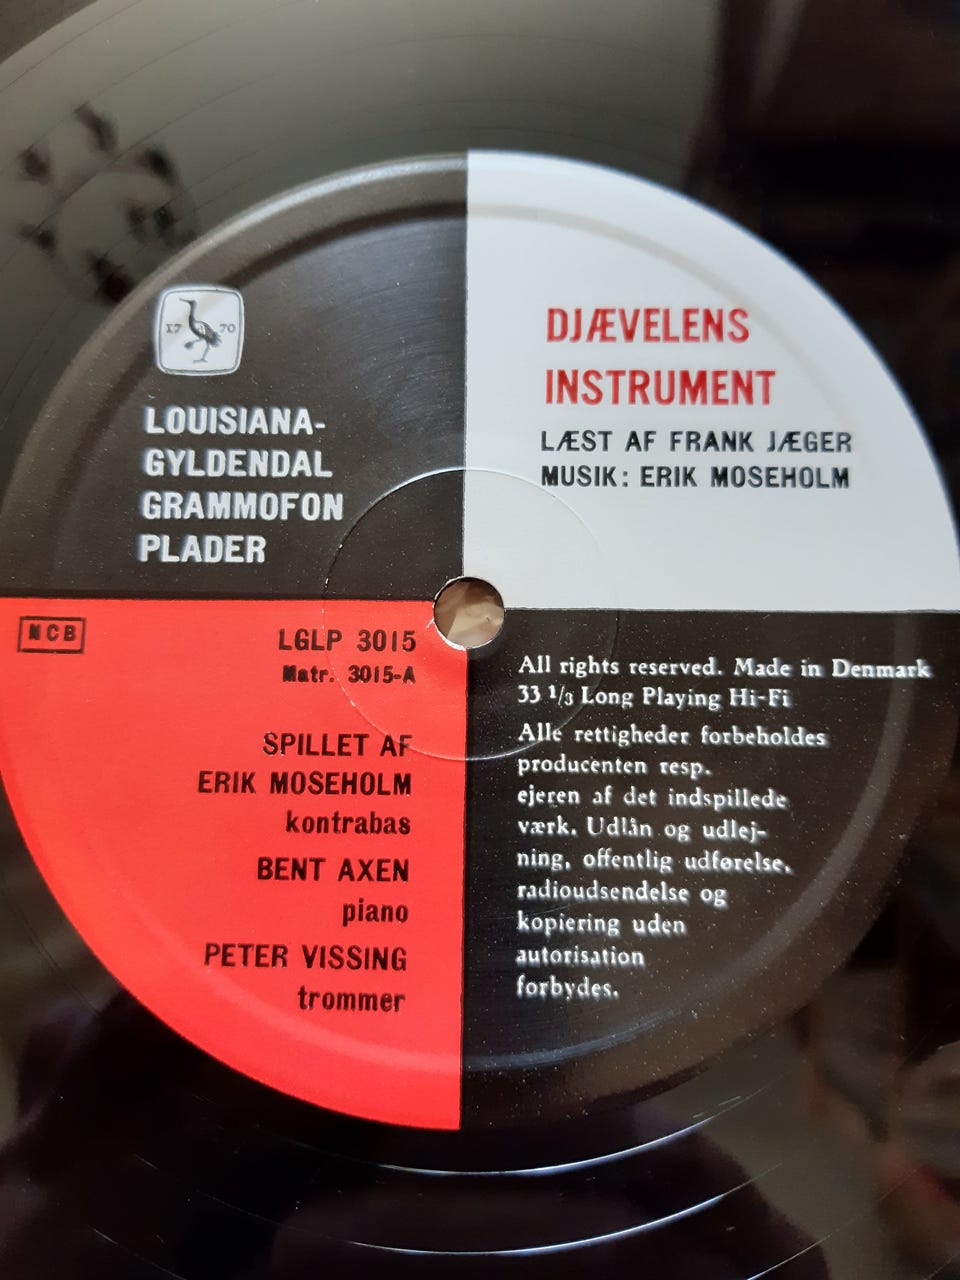 17 70
LOUISIANA-
GYLDENDAL
GRAMMOFON
PLADER
DJÆVELENS
INSTRUMENT
LÆST AF FRANK JÆGER
MUSIK: ERIK MOSEHOLM
NCB
LGLP 3015
Matr. 3015-A
SPILLET AF
ERIK MOSEHOLM
kontrabas
BENT AXEN
piano
PETER VISSING
trommer
All rights reserved. Made in Denmark
33 1/3 Long Playing Hi-Fi
Alle rettigheder forbeholdes
producenten resp.
ejeren af det indspillede
værk. Udlån og udlej-
ning, offentlig udførelse,
radioudsendelse og
kopiering uden
autorisation
forbydes.